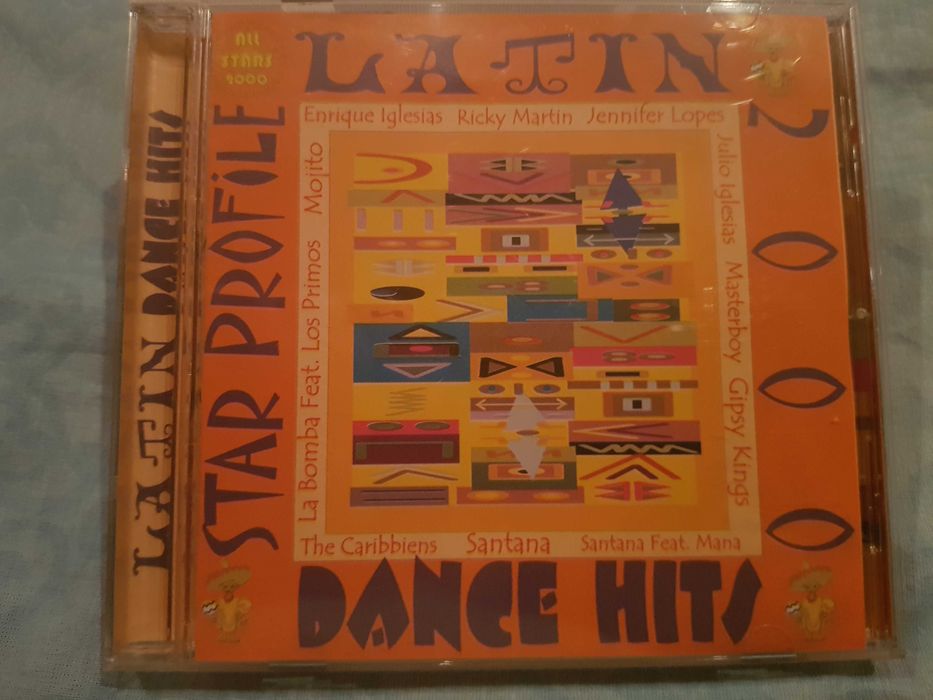 LATIN DANCE HITS
ALL
STARS
2000
LATIN
2000
STAR PROFILE
Enrique Iglesias Ricky Martin Jennifer Lopes
Julio Iglesias Masterboy Gipsy Kings
La Bomba Feat. Los Primos Mojito
The Caribbiens Santana Santana Feat. Mana
DANCE HITS